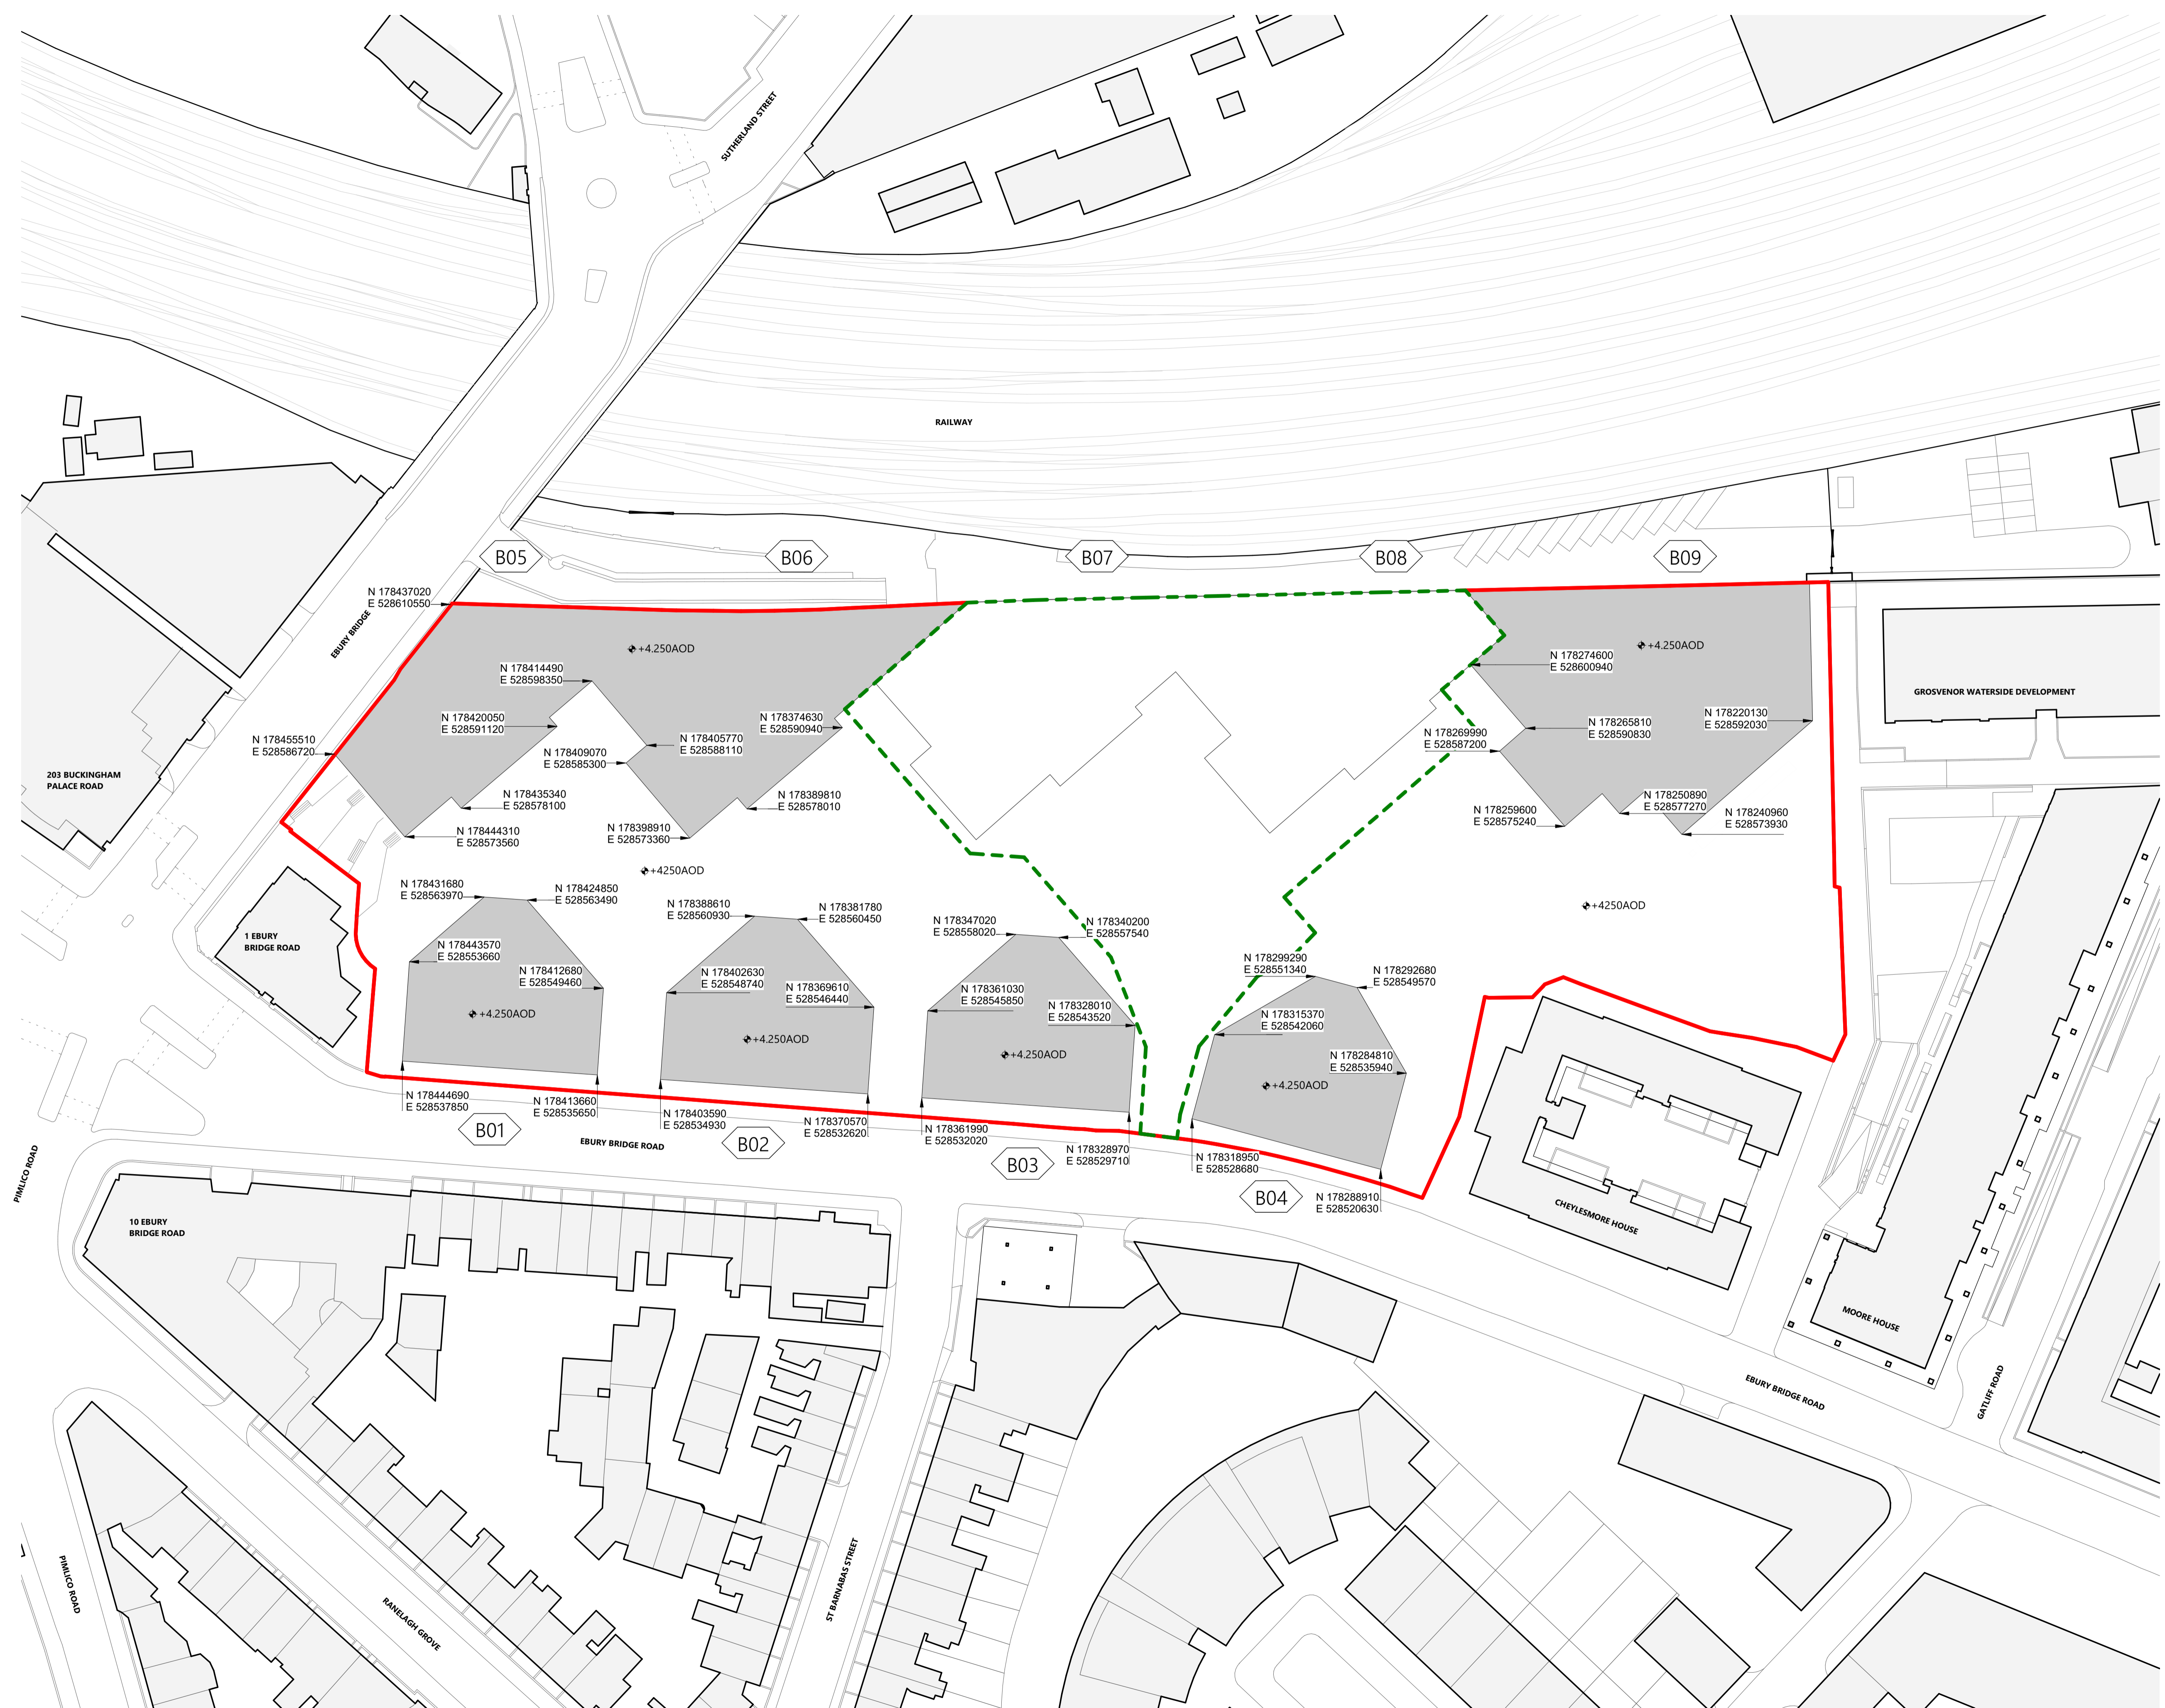 SUTHERLAND STREET
RAILWAY
B05
B06
B07
B08
B09
N 178437020
E 528610550
EBURY BRIDGE
+4.250AOD
+4.250AOD
N 178414490
E 528598350
N 178274600
E 528600940
GROSVENOR WATERSIDE DEVELOPMENT
N 178420050
E 528591120
N 178374630
E 528590940
N 178405770
E 528588110
N 178409070
E 528585300
N 178455510
E 528586720
N 178265810
E 528590830
N 178220130
E 528592030
N 178269990
E 528587200
203 BUCKINGHAM
PALACE ROAD
N 178435340
E 528578100
N 178389810
E 528578010
N 178250890
E 528577270
N 178259600
E 528575240
N 178240960
E 528573930
N 178444310
E 528573560
N 178398910
E 528573360
+4250AOD
+4250AOD
N 178431680
E 528563970
N 178424850
E 528563490
N 178388610
E 528560930
N 178381780
E 528560450
N 178347020
E 528558020
N 178340200
E 528557540
1 EBURY
BRIDGE ROAD
N 178443570
E 528553660
N 178412680
E 528549460
N 178402630
E 528548740
N 178369610
E 528546440
N 178361030
E 528545850
N 178328010
E 528543520
N 178299290
E 528551340
N 178292680
E 528549570
N 178315370
E 528542060
N 178284810
E 528535940
+4.250AOD
+4.250AOD
+4.250AOD
+4.250AOD
N 178444690
E 528537850
N 178413660
E 528535650
N 178403590
E 528534930
N 178370570
E 528532620
N 178361990
E 528532020
N 178328970
E 528529710
N 178318950
E 528528680
N 178288910
E 528520630
B01
B02
B03
B04
EBURY BRIDGE ROAD
PIMLICO ROAD
10 EBURY
BRIDGE ROAD
CHEYLESMORE HOUSE
MOORE HOUSE
EBURY BRIDGE ROAD
GATLIFF ROAD
PIMLICO ROAD
RANELAGH GROVE
ST BARNABAS STREET